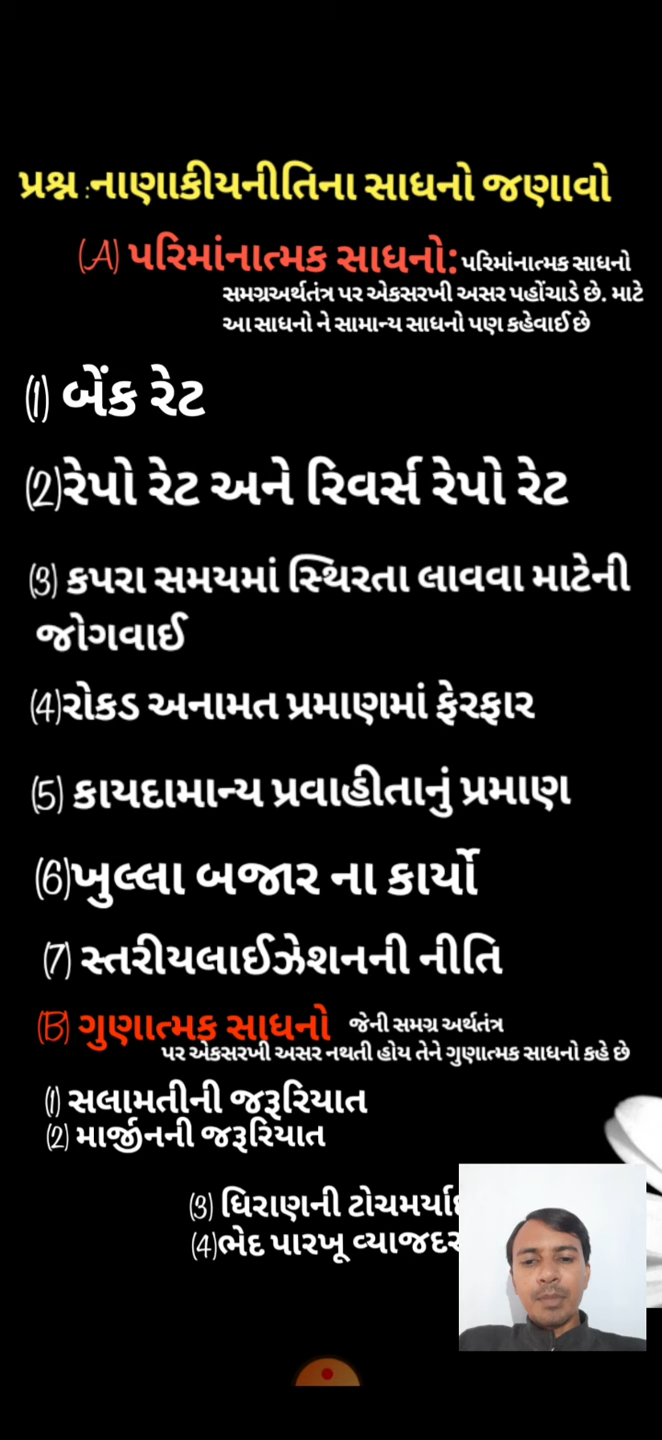 પ્રશ્ન :નાણાકીયનીતિના સાધનો જણાવો
(A) પરિમાંનાત્મક સાધનો: પરિમાંનાત્મક સાધનો
સમગ્રઅર્થતંત્ર પર એકસરખી અસર પહોંચાડે છે. માટે
આ સાધનો ને સામાન્ય સાધનો પણ કહેવાઈ છે
(1) બેંક રેટ
(2)રેપો રેટ અને રિવર્સ રેપો રેટ
(3) કપરા સમયમાં સ્થિરતા લાવવા માટેની
જોગવાઈ
(4)રોકડ અનામત પ્રમાણમાં ફેરફાર
(5) કાયદામાન્ય પ્રવાહીતાનું પ્રમાણ
(6)ખુલ્લા બજાર ના કાર્યો
(7) સ્તરીયલાઈઝેશનની નીતિ
(B) ગુણાત્મક સાધનો જેની સમગ્ર અર્થતંત્ર
પર એકસરખી અસર નથતી હોય તેને ગુણાત્મક સાધનો કહે છે
(1) સલામતીની જરૂરિયાત
(2) માર્જીનની જરૂરિયાત
(3) ધિરાણની
(4)ભેદ પારખૂ